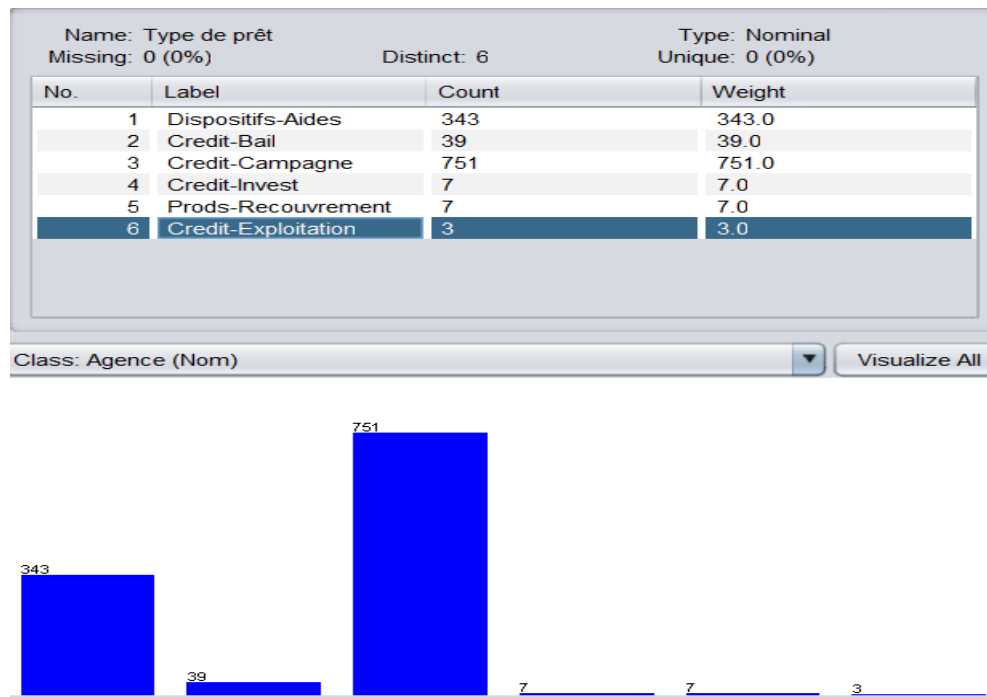 Name: Type de prêt Type: Nominal
Missing: 0 (0%) Distinct: 6 Unique: 0 (0%)
No. Label Count Weight
1 Dispositifs-Aides 343 343.0
2 Credit-Bail 39 39.0
3 Credit-Campagne 751 751.0
4 Credit-Invest 7 7.0
5 Prods-Recouvrement 7 7.0
6 Credit-Exploitation 3 3.0
Class: Agence (Nom) Visualize All
751
343
39
7 7 3